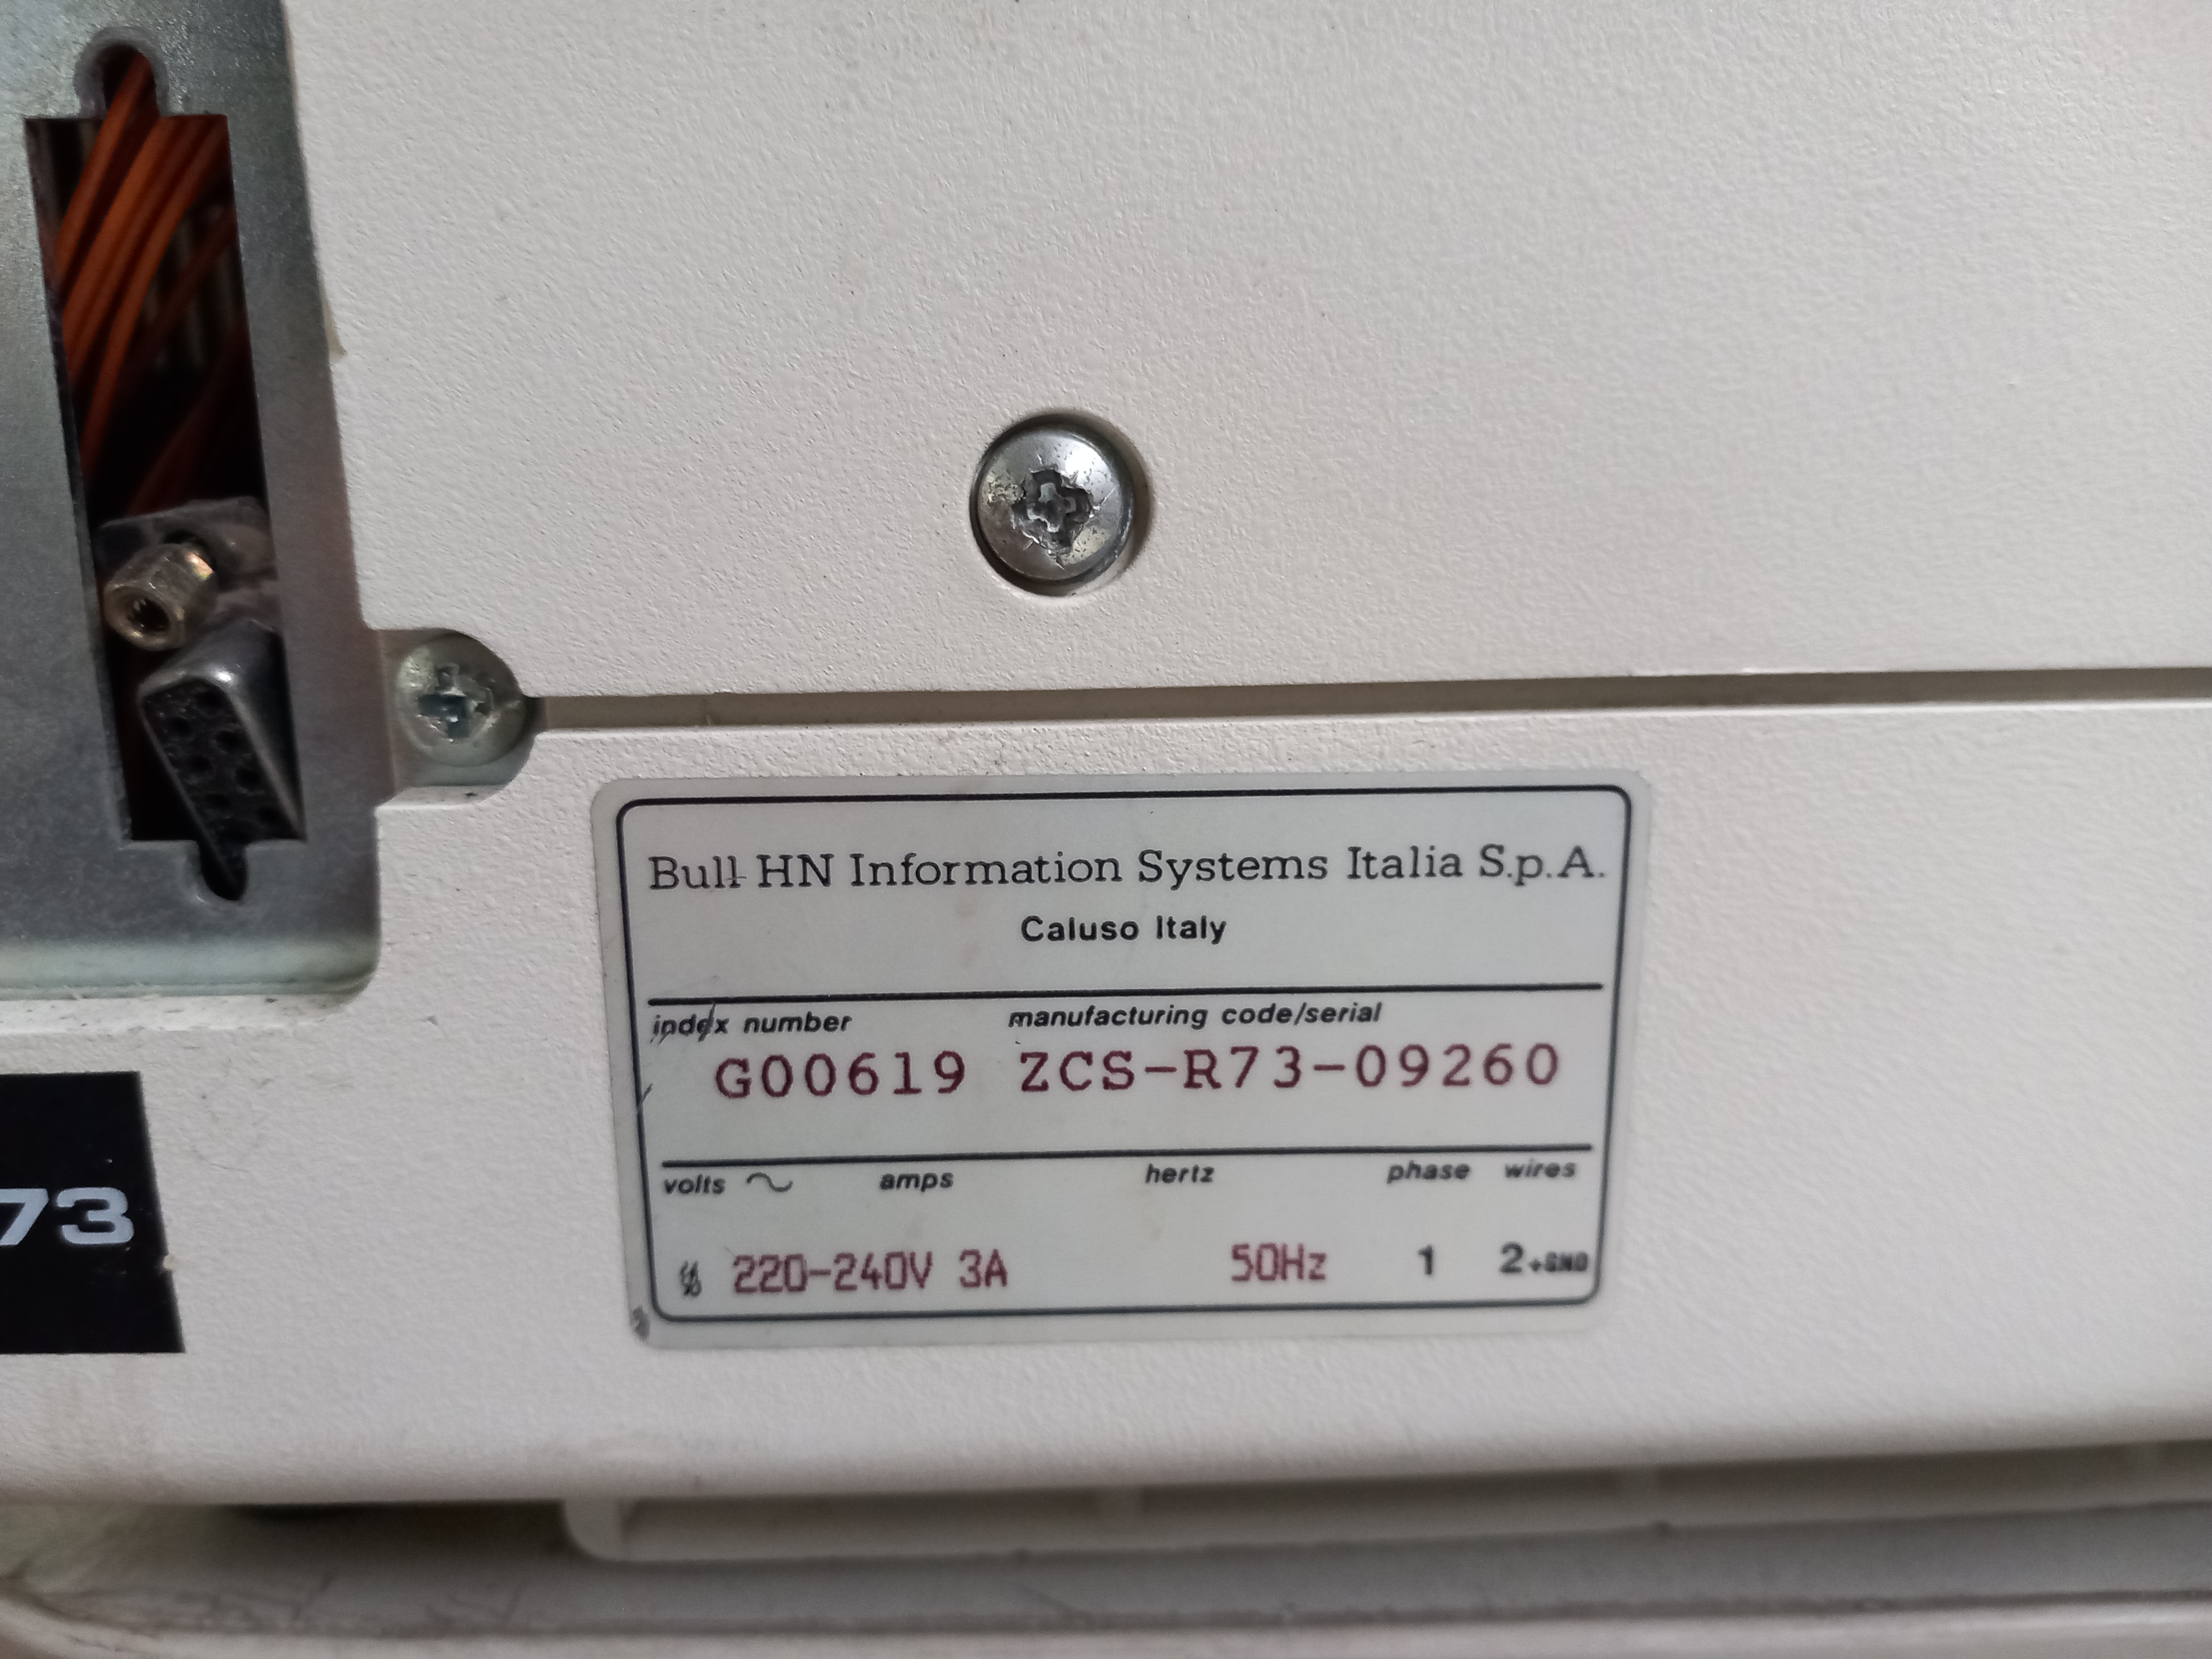 Bull HN Information Systems Italia S.p.A.
Caluso Italy
index number manufacturing code/serial
G00619 ZCS-R73-09260
volts ~ amps hertz phase wires
220-240V 3A 50Hz 1 2+GND
73